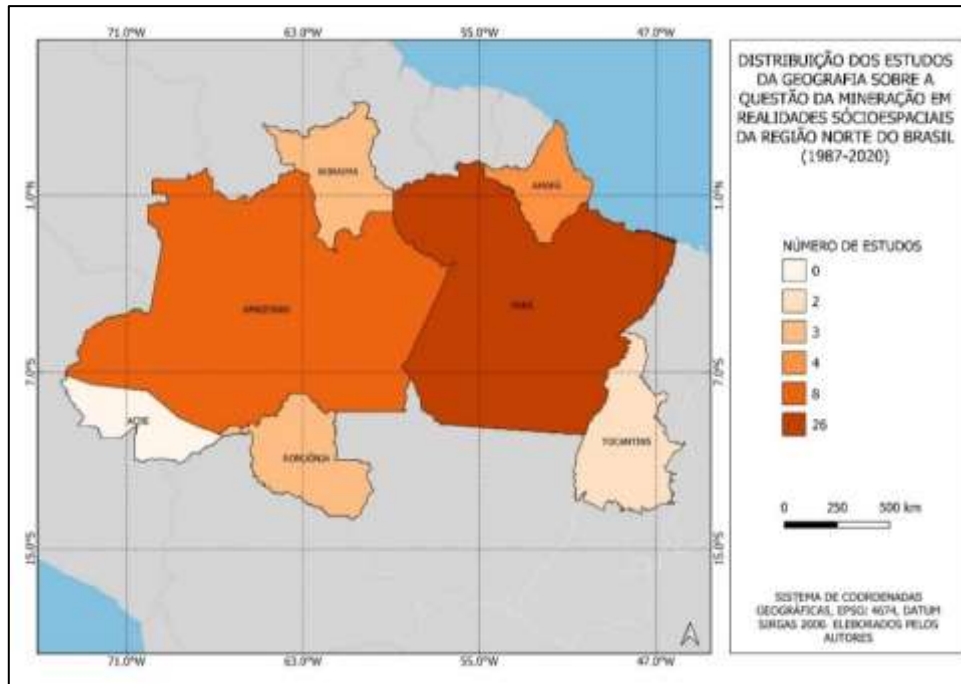 71.0°W 63.0°W 55.0°W 47.0°W
DISTRIBUIÇÃO DOS ESTUDOS
DA GEOGRAFIA SOBRE A
QUESTÃO DA MINERAÇÃO EM
REALIDADES SÓCIOESPACIAIS
DA REGIÃO NORTE DO BRASIL
(1987-2020)
RORAIMA
AMAPÁ
1.0°N 1.0°N
AMAZONAS
PARÁ
7.0°S 7.0°S
ACRE
RONDÔNIA
TOCANTINS
15.0°S 15.0°S
71.0°W 63.0°W 55.0°W 47.0°W
NÚMERO DE ESTUDOS
0
2
3
4
8
26
0 250 500 km
SISTEMA DE COORDENADAS
GEOGRÁFICAS, EPSG: 4674, DATUM
SIRGAS 2000. ELEBORADOS PELOS
AUTORES